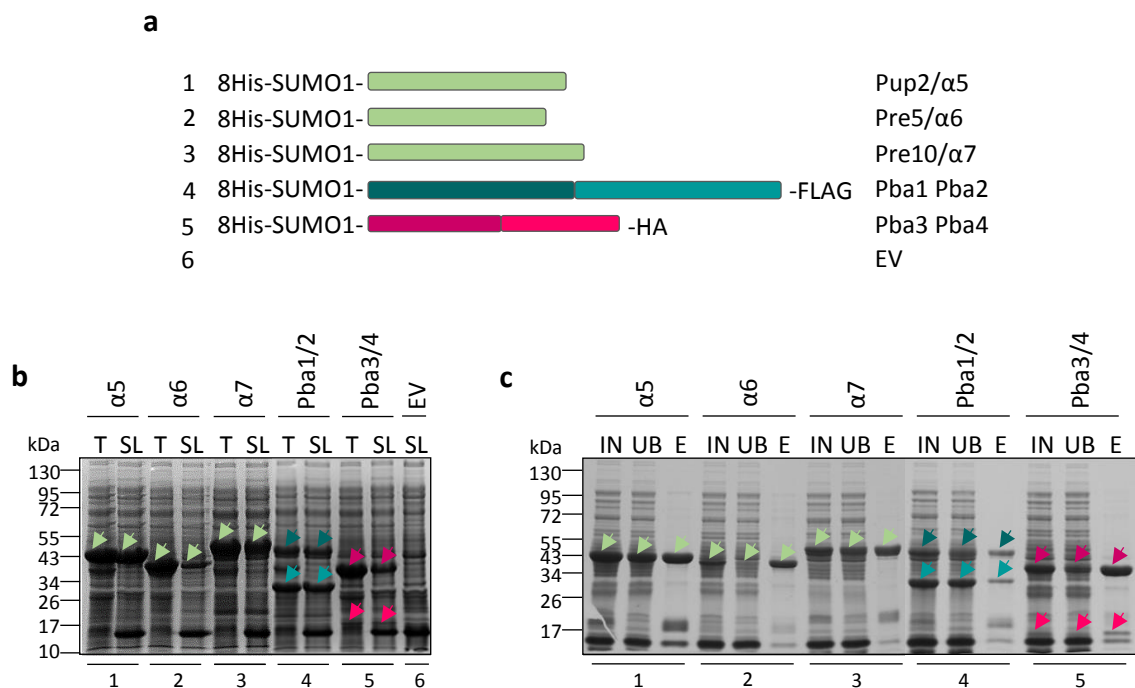 a
1 8His-SUMO1- Pup2/α5
2 8His-SUMO1- Pre5/α6
3 8His-SUMO1- Pre10/α7
4 8His-SUMO1- -FLAG Pba1 Pba2
5 8His-SUMO1- -HA Pba3 Pba4
6 EV
b
α5 α6 α7 Pba1/2 Pba3/4 EV
kDa T SL T SL T SL T SL T SL SL
130
95
72
55
43
34
26
17
10
1 2 3 4 5 6
c
α5 α6 α7 Pba1/2 Pba3/4
kDa IN UB E IN UB E IN UB E IN UB E IN UB E
130
95
72
55
43
34
26
17
1 2 3 4 5